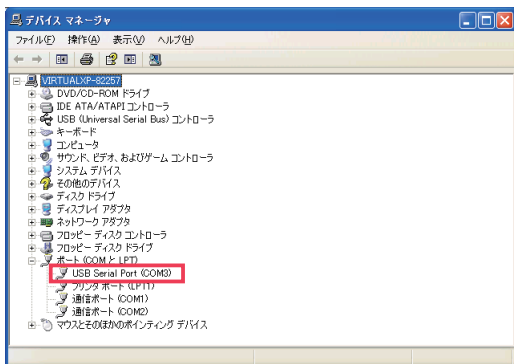 デバイス マネージャ
ファイル(F) 操作(A) 表示(V) ヘルプ(H)
VIRTUALXP-82257
DVD/CD-ROM ドライブ
IDE ATA/ATAPI コントローラ
USB (Universal Serial Bus) コントローラ
キーボード
コンピュータ
サウンド、ビデオ、およびゲーム コントローラ
システム デバイス
その他のデバイス
ディスク ドライブ
ディスプレイ アダプタ
ネットワーク アダプタ
フロッピー ディスク コントローラ
フロッピー ディスク ドライブ
ポート (COM と LPT)
USB Serial Port (COM3)
プリンタ ポート (LPT1)
通信ポート (COM1)
通信ポート (COM2)
マウスとそのほかのポインティング デバイス